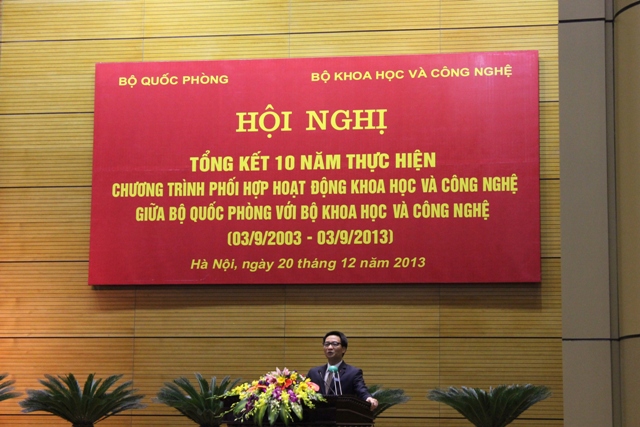 BỘ QUỐC PHÒNG BỘ KHOA HỌC VÀ CÔNG NGHỆ
HỘI NGHỊ
TỔNG KẾT 10 NĂM THỰC HIỆN
CHƯƠNG TRÌNH PHỐI HỢP HOẠT ĐỘNG KHOA HỌC VÀ CÔNG NGHỆ
GIỮA BỘ QUỐC PHÒNG VỚI BỘ KHOA HỌC VÀ CÔNG NGHỆ
(03/9/2003 - 03/9/2013)
Hà Nội, ngày 20 tháng 12 năm 2013